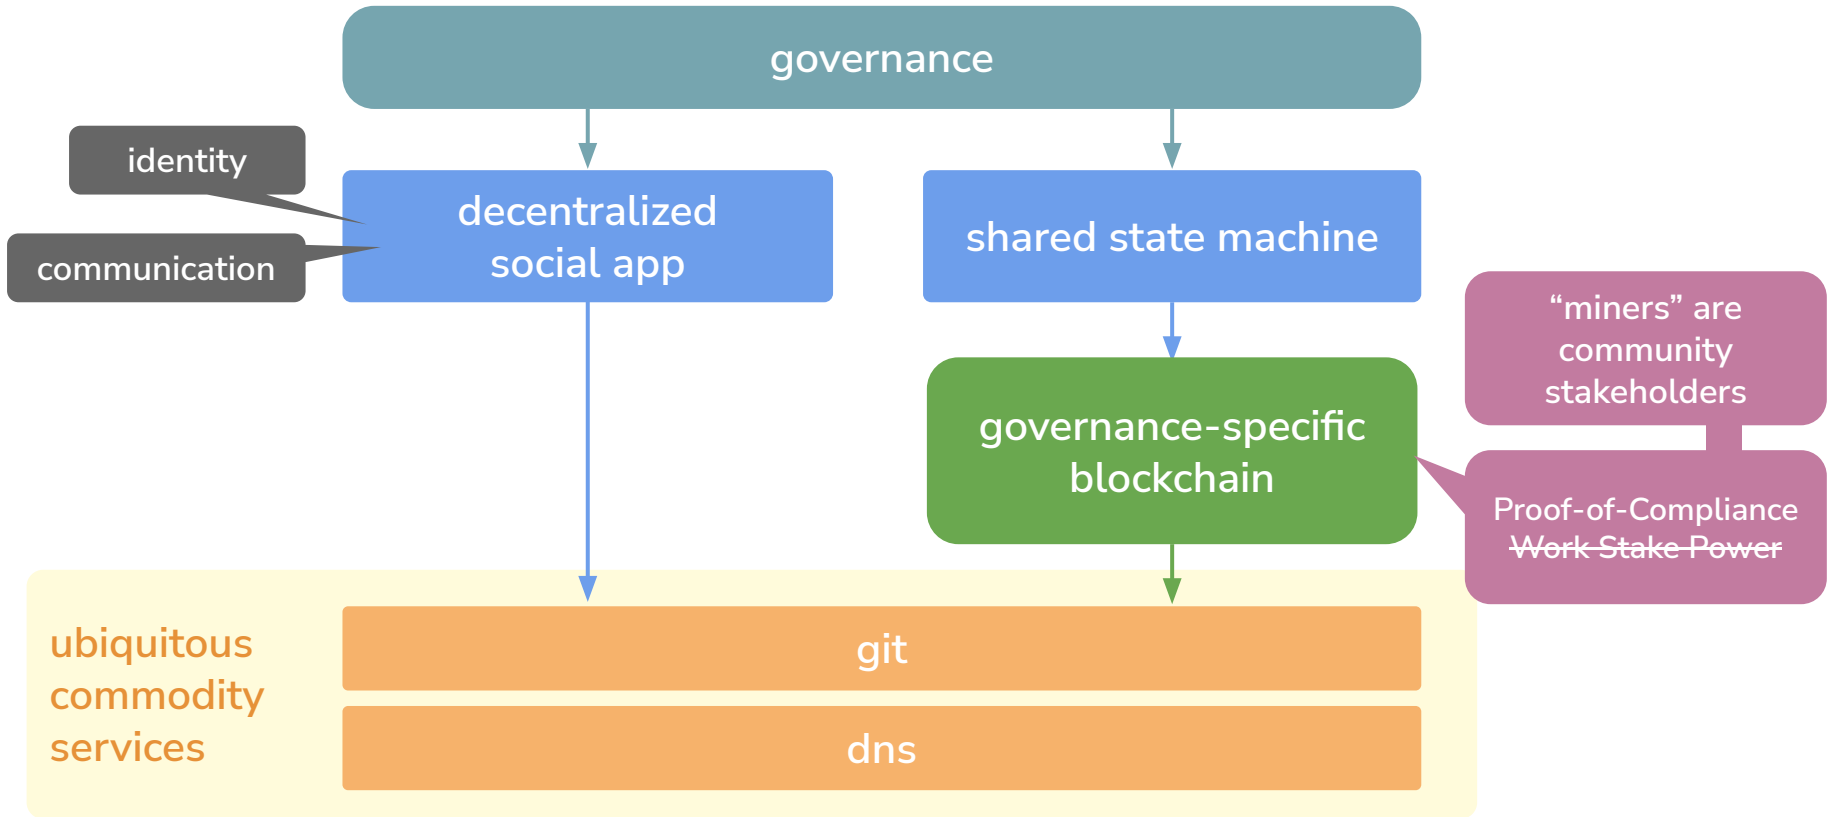 governance
identity
communication
decentralized
social app
shared state machine
“miners” are
community
stakeholders
governance-specific
blockchain
Proof-of-Compliance
Work Stake Power
ubiquitous
commodity
services
git
dns